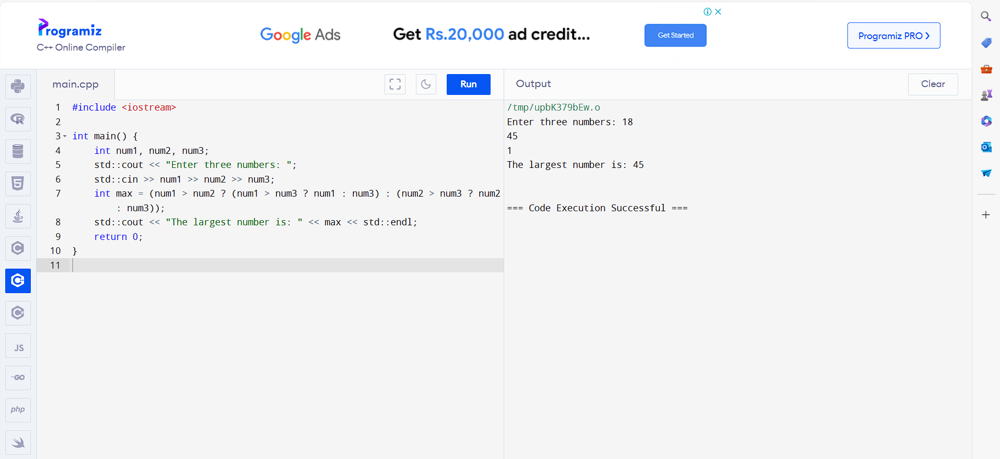 Programiz
C++ Online Compiler
Google Ads
Get Rs.20,000 ad credit...
Get Started
Programiz PRO ›
main.cpp
Run
Output
Clear
1 #include <iostream>
2
3 int main() {
4     int num1, num2, num3;
5     std::cout << "Enter three numbers: ";
6     std::cin >> num1 >> num2 >> num3;
7     int max = (num1 > num2 ? (num1 > num3 ? num1 : num3) : (num2 > num3 ? num2
: num3));
8     std::cout << "The largest number is: " << max << std::endl;
9     return 0;
10 }
11
/tmp/upbK379bEw.o
Enter three numbers: 18
45
1
The largest number is: 45
=== Code Execution Successful ===
R
5
C
C++
C#
JS
GO
php